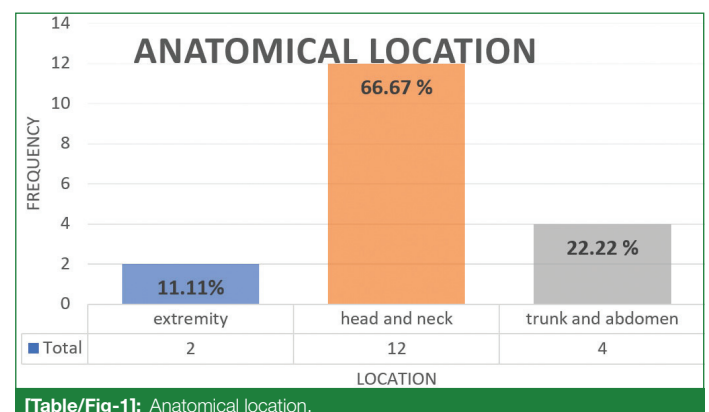 ANATOMICAL LOCATION
14
12
10
8
6
4
2
0
FREQUENCY
11.11%
66.67 %
22.22 %
extremity head and neck trunk and abdomen
Total 2 12 4
LOCATION
[Table/Fig-1]: Anatomical location.